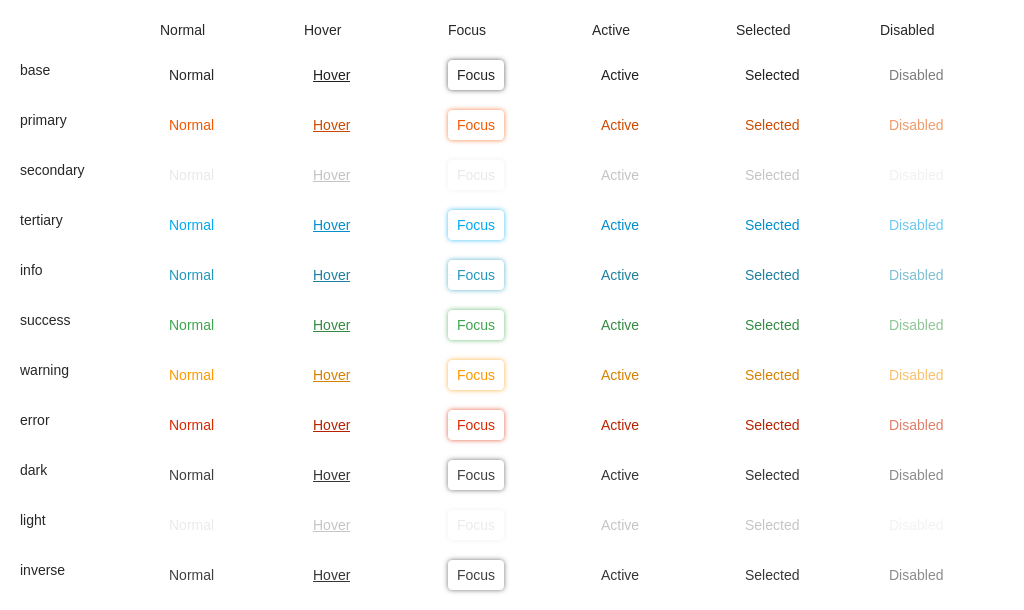 Normal Hover Focus Active Selected Disabled
base Normal Hover Focus Active Selected Disabled
primary Normal Hover Focus Active Selected Disabled
secondary Normal Hover Focus Active Selected Disabled
tertiary Normal Hover Focus Active Selected Disabled
info Normal Hover Focus Active Selected Disabled
success Normal Hover Focus Active Selected Disabled
warning Normal Hover Focus Active Selected Disabled
error Normal Hover Focus Active Selected Disabled
dark Normal Hover Focus Active Selected Disabled
light Normal Hover Focus Active Selected Disabled
inverse Normal Hover Focus Active Selected Disabled